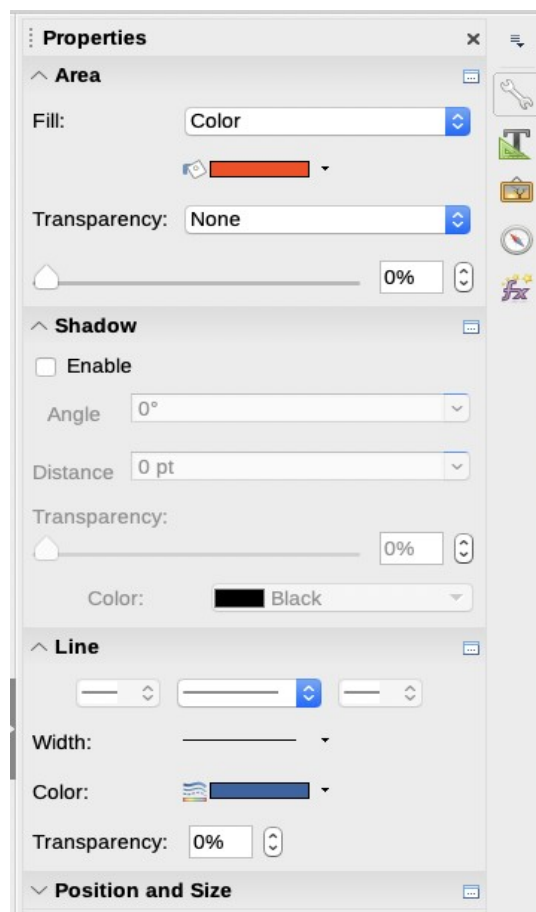 Properties
Area
Fill: Color
Transparency: None
0%
Shadow
Enable
Angle 0°
Distance 0 pt
Transparency:
0%
Color: Black
Line
Width:
Color:
Transparency: 0%
Position and Size